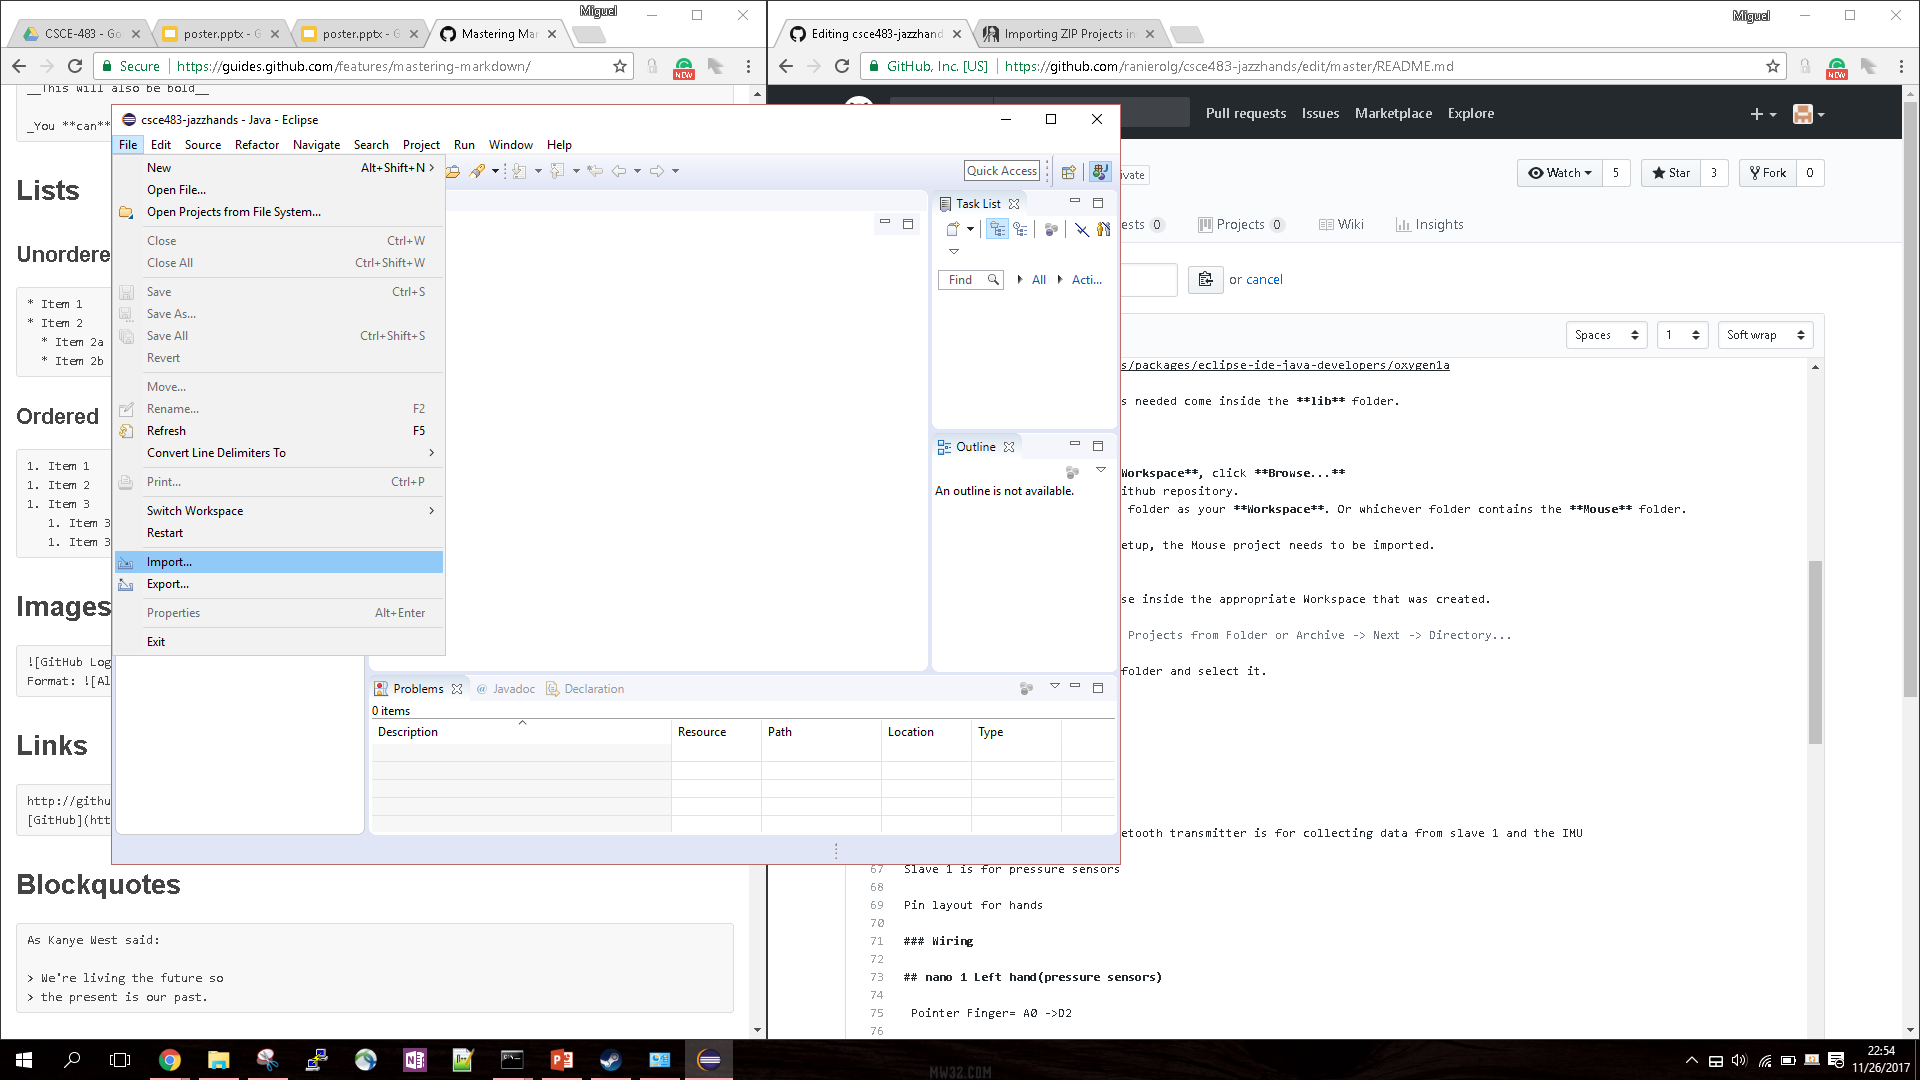 Miguel
CSCE-483 - Go
poster.pptx - G
poster.pptx - G
Mastering Mar
Secure
https://guides.github.com/features/mastering-markdown/
NEW
__This will also be bold__
_You **can**
Lists
Unordere
* Item 1
* Item 2
* Item 2a
* Item 2b
Ordered
1. Item 1
1. Item 2
1. Item 3
1. Item 3
1. Item 3
Images
![GitHub Log
Format: ![Al
Links
http://githu
[GitHub](htt
Blockquotes
As Kanye West said:
> We're living the future so
> the present is our past.
csce483-jazzhands - Java - Eclipse
File Edit Source Refactor Navigate Search Project Run Window Help
New Alt+Shift+N
Open File...
Open Projects from File System...
Close Ctrl+W
Close All Ctrl+Shift+W
Save Ctrl+S
Save As...
Save All Ctrl+Shift+S
Revert
Move...
Rename... F2
Refresh F5
Convert Line Delimiters To
Print... Ctrl+P
Switch Workspace
Restart
Import...
Export...
Properties Alt+Enter
Exit
Quick Access
Task List
Find All Acti...
Outline
An outline is not available.
Problems @ Javadoc Declaration
0 items
Description Resource Path Location Type
Miguel
Editing csce483-jazzhand
Importing ZIP Projects in
GitHub, Inc. [US]
https://github.com/ranierolg/csce483-jazzhands/edit/master/README.md
NEW
Pull requests Issues Marketplace Explore
ivate
Watch 5 Star 3 Fork 0
ests 0 Projects 0 Wiki Insights
or cancel
Spaces 1 Soft wrap
s/packages/eclipse-ide-java-developers/oxygen1a
s needed come inside the **lib** folder.
Workspace**, click **Browse...**
ithub repository.
folder as your **Workspace**. Or whichever folder contains the **Mouse** folder.
etup, the Mouse project needs to be imported.
se inside the appropriate Workspace that was created.
Projects from Folder or Archive -> Next -> Directory...
folder and select it.
etooth transmitter is for collecting data from slave 1 and the IMU
67 Slave 1 is for pressure sensors
68
69 Pin layout for hands
70
71 ### Wiring
72
73 ## nano 1 Left hand(pressure sensors)
74
75 Pointer Finger= A0 ->D2
76
MW32.COM
22:54
11/26/2017